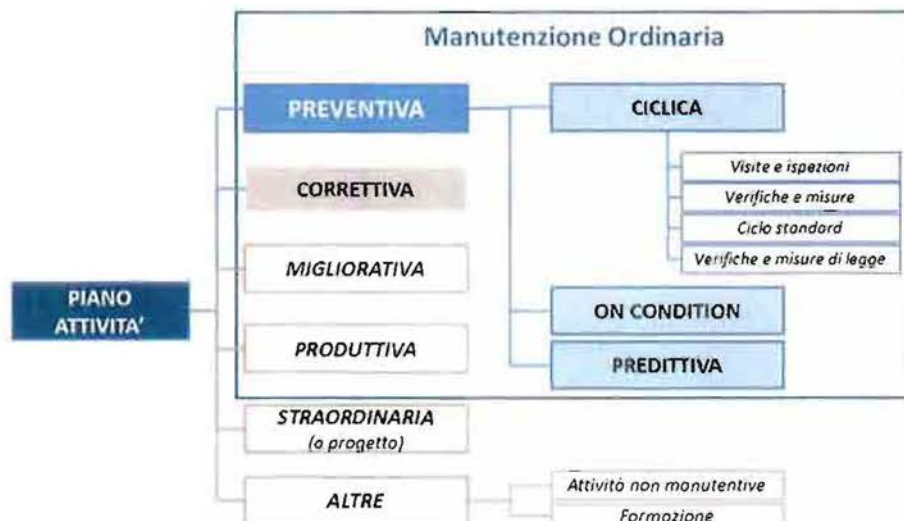 Manutenzione Ordinaria
PREVENTIVA
CICLICA
Visite e ispezioni
CORRETTIVA
Verifiche e misure
Ciclo standard
MIGLIORATIVA
Verifiche e misure di legge
PIANO
ATTIVITA'
ON CONDITION
PRODUTTIVA
PREDITTIVA
STRAORDINARIA
(a progetto)
ALTRE
Attività non manutentive
Formazione